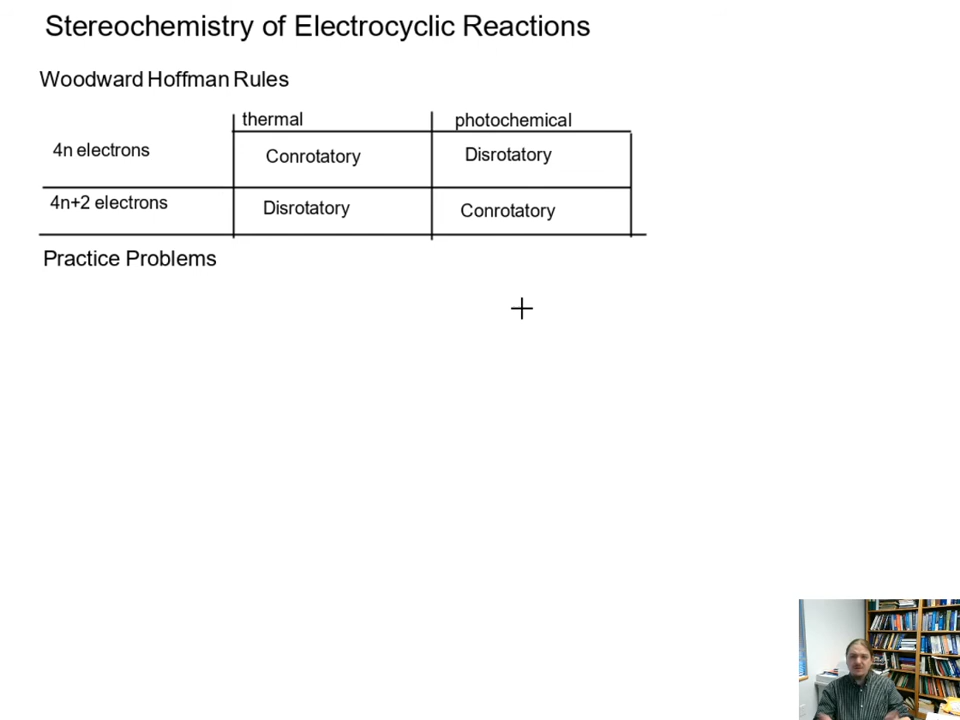 Stereochemistry of Electrocyclic Reactions
Woodward Hoffman Rules
thermal photochemical
4n electrons Conrotatory Disrotatory
4n+2 electrons Disrotatory Conrotatory
Practice Problems